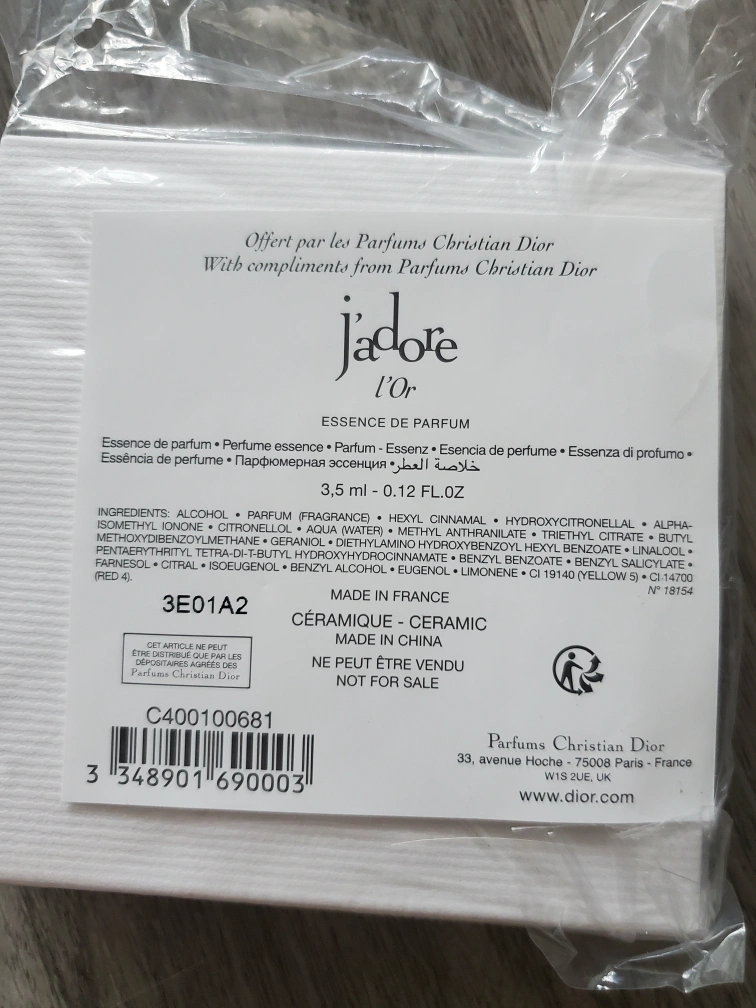 Offert par les Parfums Christian Dior
With compliments from Parfums Christian Dior
j'adore
l'Or
ESSENCE DE PARFUM
Essence de parfum • Perfume essence • Parfum - Essenz • Esencia de perfume • Essenza di profumo •
Essência de perfume • Парфюмерная эссенция • خلاصة العطر
3,5 ml - 0.12 FL.OZ
INGREDIENTS: ALCOHOL • PARFUM (FRAGRANCE) • HEXYL CINNAMAL • HYDROXYCITRONELLAL • ALPHA-
ISOMETHYL IONONE • CITRONELLOL • AQUA (WATER) • METHYL ANTHRANILATE • TRIETHYL CITRATE • BUTYL
METHOXYDIBENZOYLMETHANE • GERANIOL • DIETHYLAMINO HYDROXYBENZOYL HEXYL BENZOATE • LINALOOL •
PENTAERYTHRITYL TETRA-DI-T-BUTYL HYDROXYHYDROCINNAMATE • BENZYL BENZOATE • BENZYL SALICYLATE •
FARNESOL • CITRAL • ISOEUGENOL • BENZYL ALCOHOL • EUGENOL • LIMONENE • CI 19140 (YELLOW 5) • CI 14700
(RED 4).
N° 18154
3E01A2
MADE IN FRANCE
CÉRAMIQUE - CERAMIC
MADE IN CHINA
NE PEUT ÊTRE VENDU
NOT FOR SALE
CET ARTICLE NE PEUT
ÊTRE DISTRIBUÉ QUE PAR LES
DÉPOSITAIRES AGRÉÉS DES
Parfums Christian Dior
C400100681
3 348901 690003
Parfums Christian Dior
33, avenue Hoche - 75008 Paris - France
W1S 2UE, UK
www.dior.com